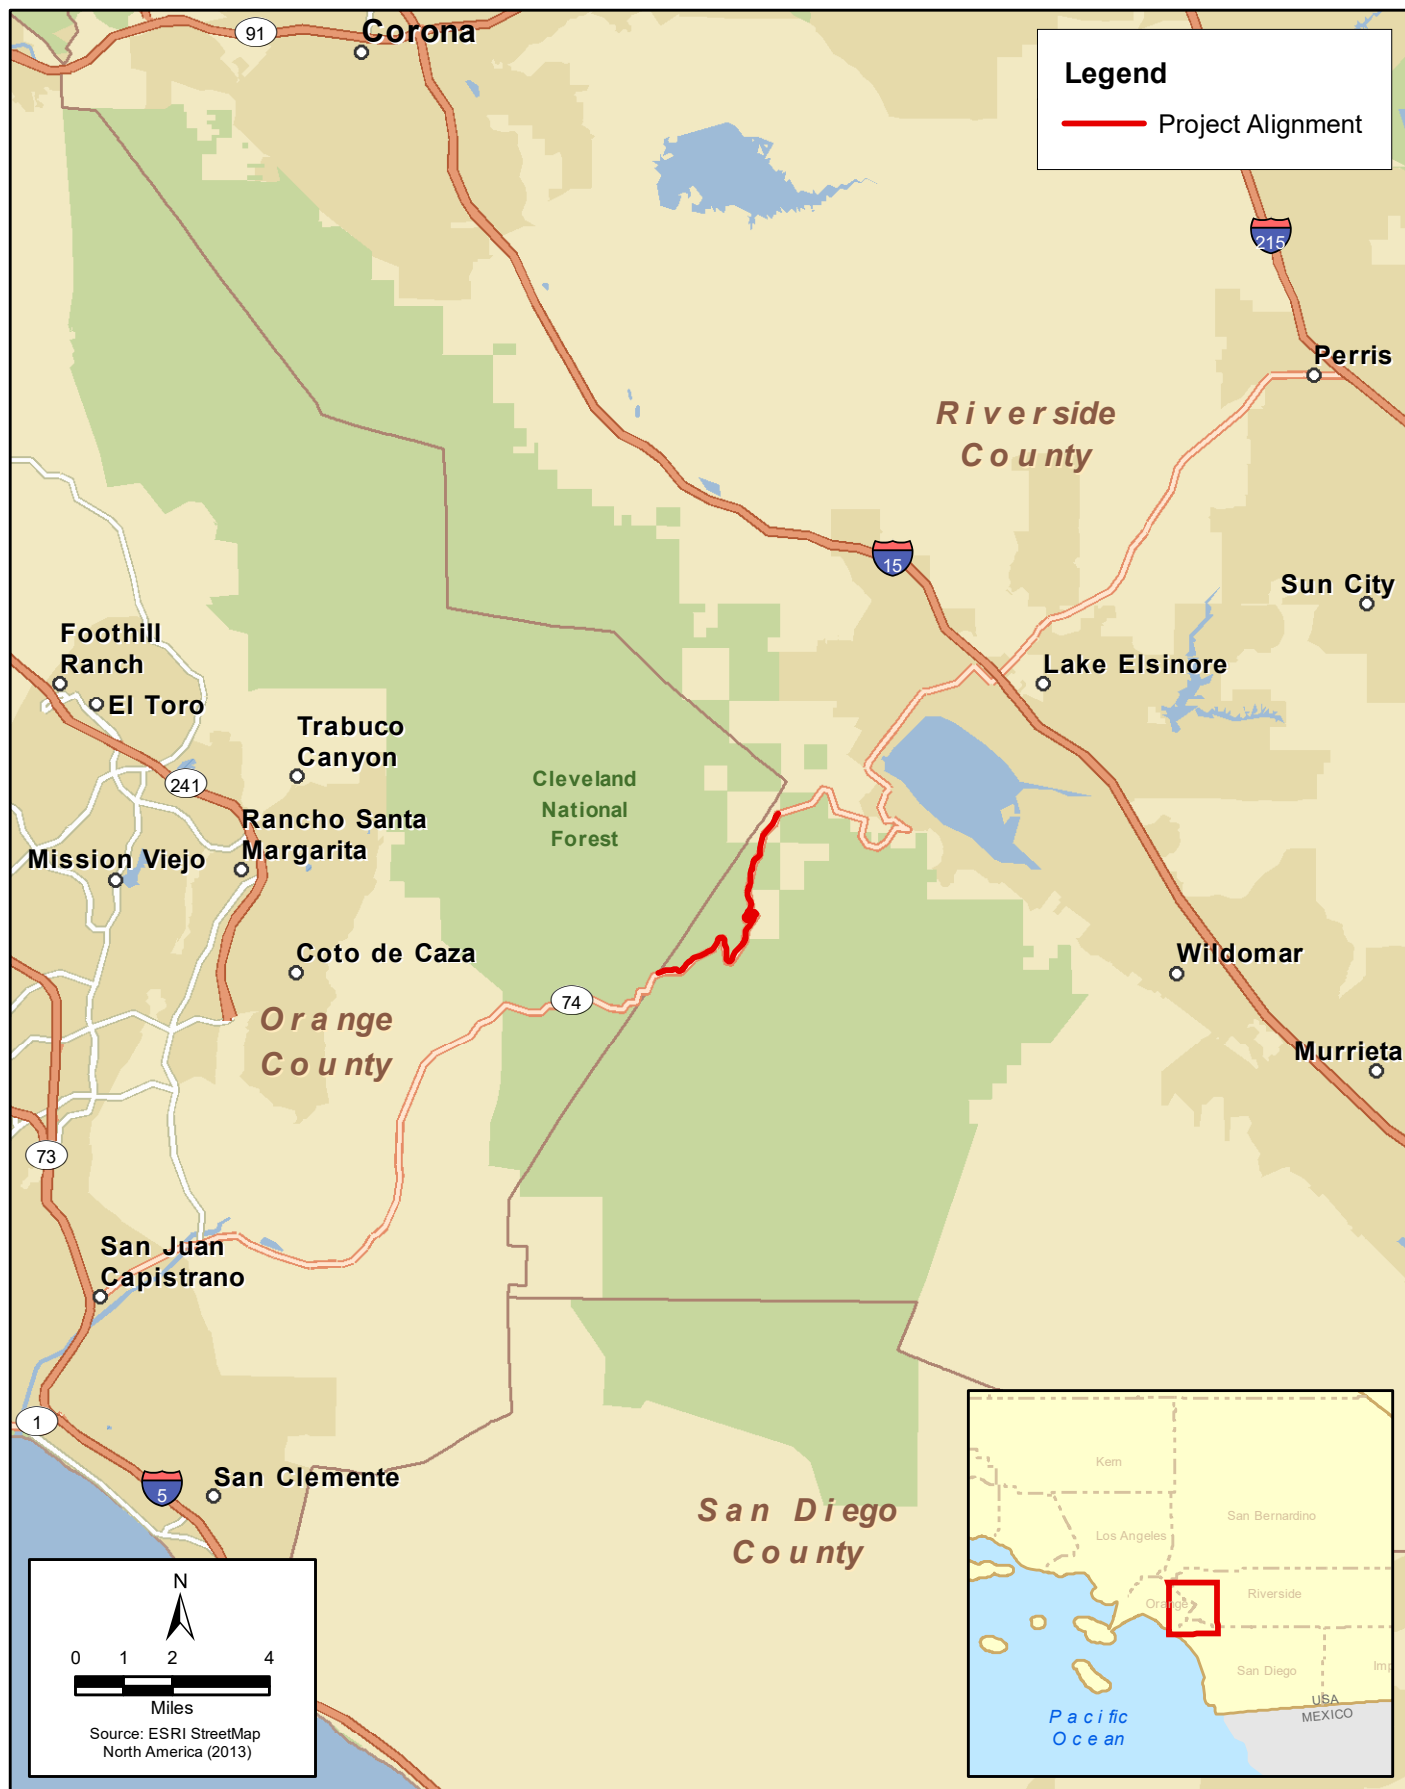 91
Corona
Legend
Project Alignment
215
Perris
Riverside
County
15
Sun City
Foothill
Ranch
El Toro
Lake Elsinore
Trabuco
Canyon
241
Cleveland
National
Forest
Rancho Santa
Margarita
Mission Viejo
Coto de Caza
Wildomar
74
Orange
County
Murrieta
73
San Juan
Capistrano
1
5
San Clemente
San Diego
County
N
0 1 2 4
Miles
Source: ESRI StreetMap
North America (2013)
Kern
San Bernardino
Los Angeles
Riverside
Orange
San Diego
Imp
USA
MEXICO
Pacific
Ocean